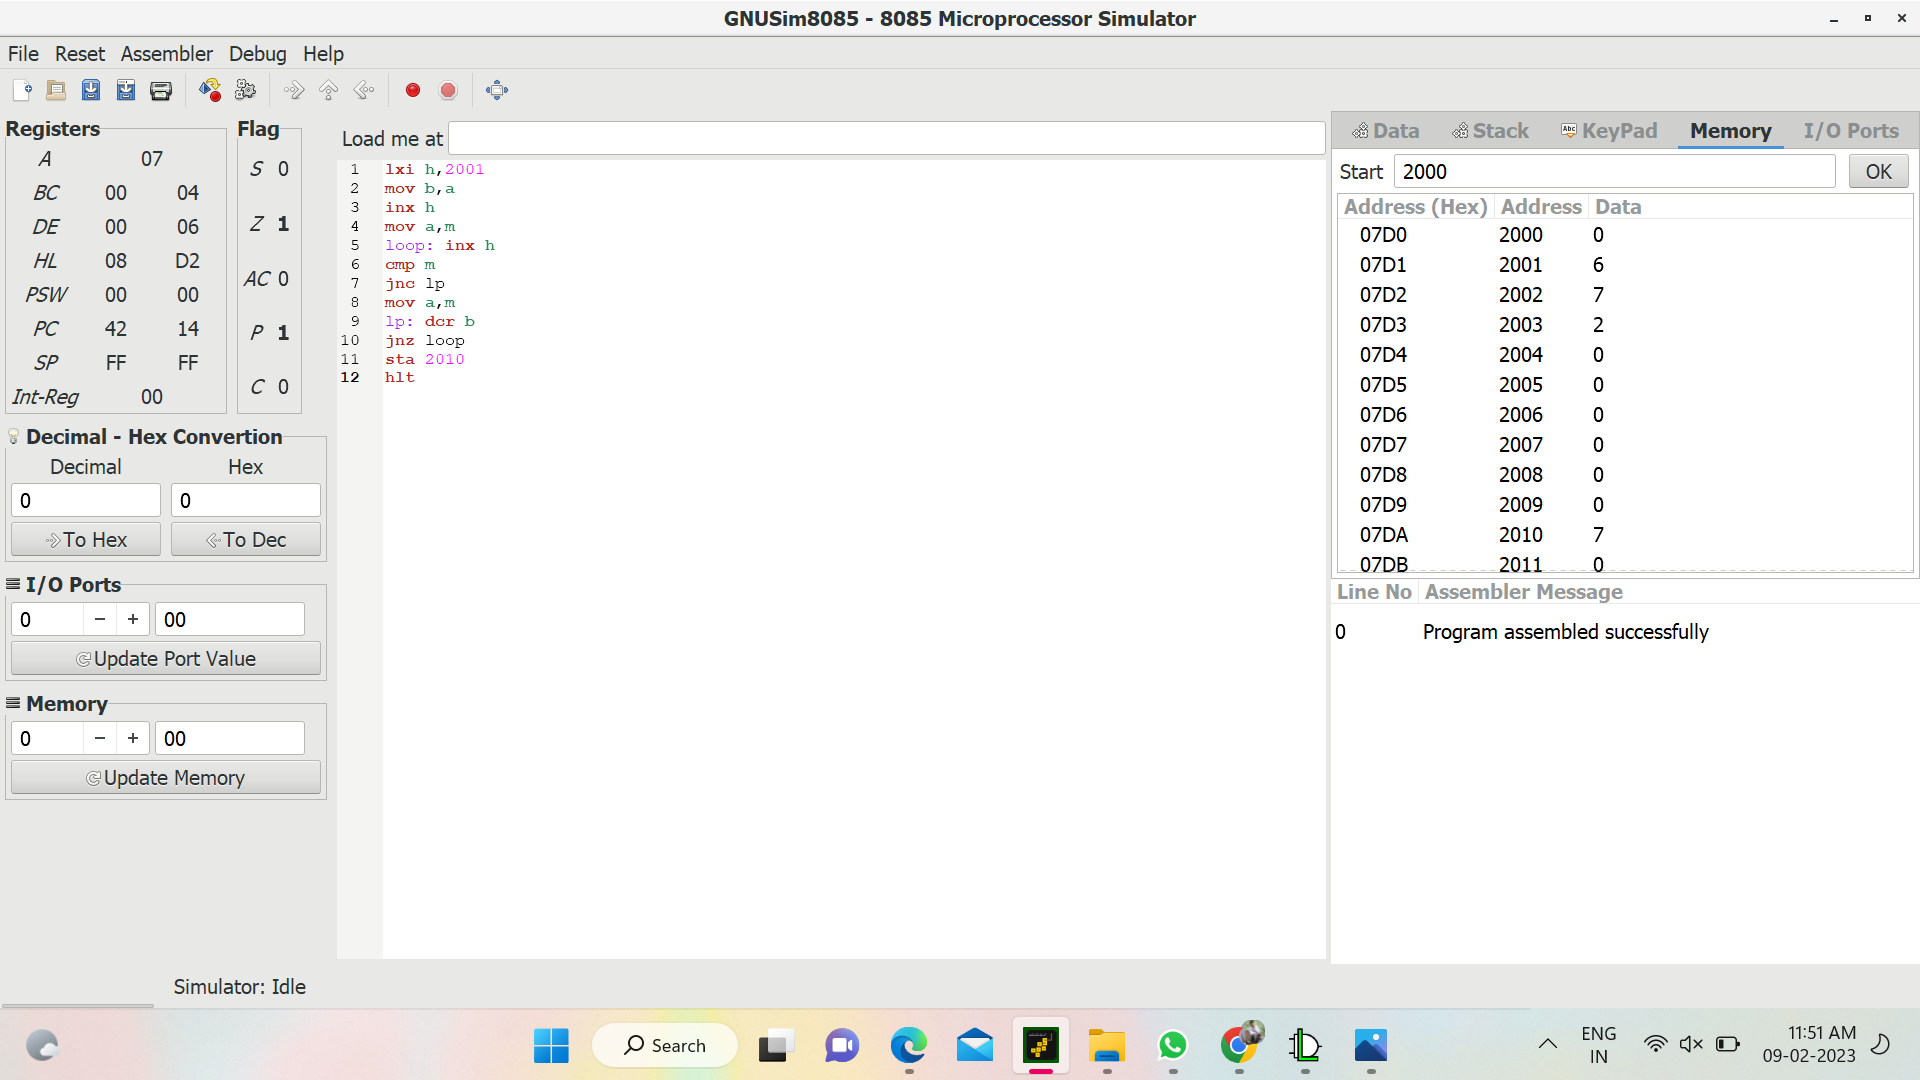 GNUSim8085 - 8085 Microprocessor Simulator
File Reset Assembler Debug Help
Registers
A 07
BC 00 04
DE 00 06
HL 08 D2
PSW 00 00
PC 42 14
SP FF FF
Int-Reg 00
Flag
S 0
Z 1
AC 0
P 1
C 0
Decimal - Hex Convertion
Decimal Hex
0 0
To Hex To Dec
I/O Ports
0 − + 00
Update Port Value
Memory
0 − + 00
Update Memory
Simulator: Idle
Load me at
1 lxi h,2001
2 mov b,a
3 inx h
4 mov a,m
5 loop: inx h
6 cmp m
7 jnc lp
8 mov a,m
9 lp: dcr b
10 jnz loop
11 sta 2010
12 hlt
Data Stack Abc KeyPad Memory I/O Ports
Start 2000 OK
Address (Hex) Address Data
07D0 2000 0
07D1 2001 6
07D2 2002 7
07D3 2003 2
07D4 2004 0
07D5 2005 0
07D6 2006 0
07D7 2007 0
07D8 2008 0
07D9 2009 0
07DA 2010 7
07DB 2011 0
Line No Assembler Message
0 Program assembled successfully
Search
ENG
IN
11:51 AM
09-02-2023